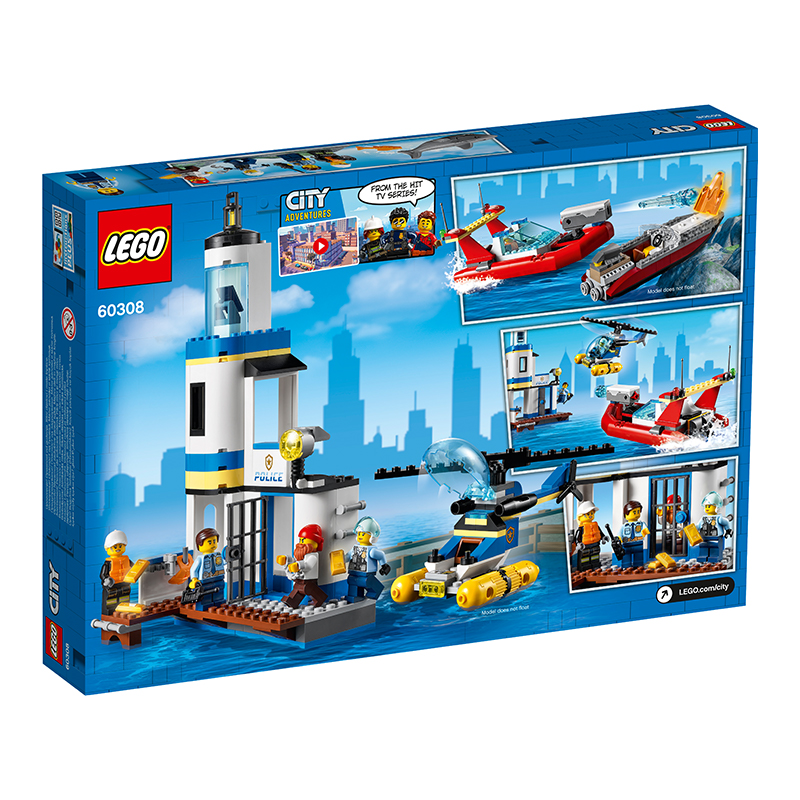 60308
CITY
LEGO
CITY
ADVENTURES
FROM THE HIT
TV SERIES!
LEGO
60308
Model does not float
POLICE
Model does not float
LEGO.com/city
CITY
LEGO
60308